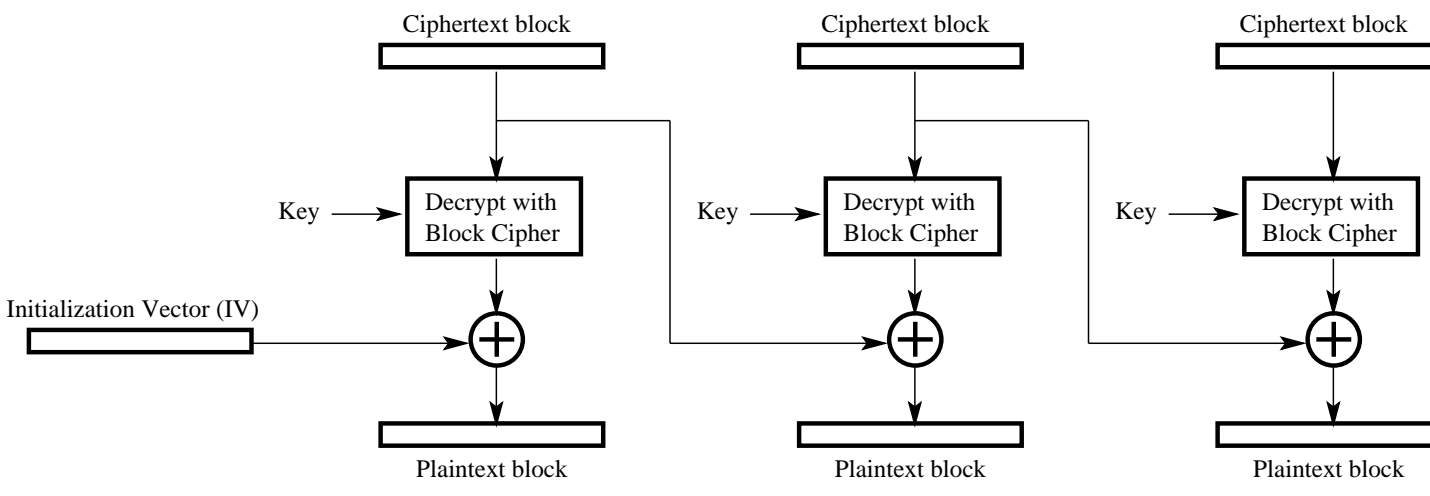 Ciphertext block
Ciphertext block
Ciphertext block
Key
Decrypt with
Block Cipher
Key
Decrypt with
Block Cipher
Key
Decrypt with
Block Cipher
Initialization Vector (IV)
Plaintext block
Plaintext block
Plaintext block